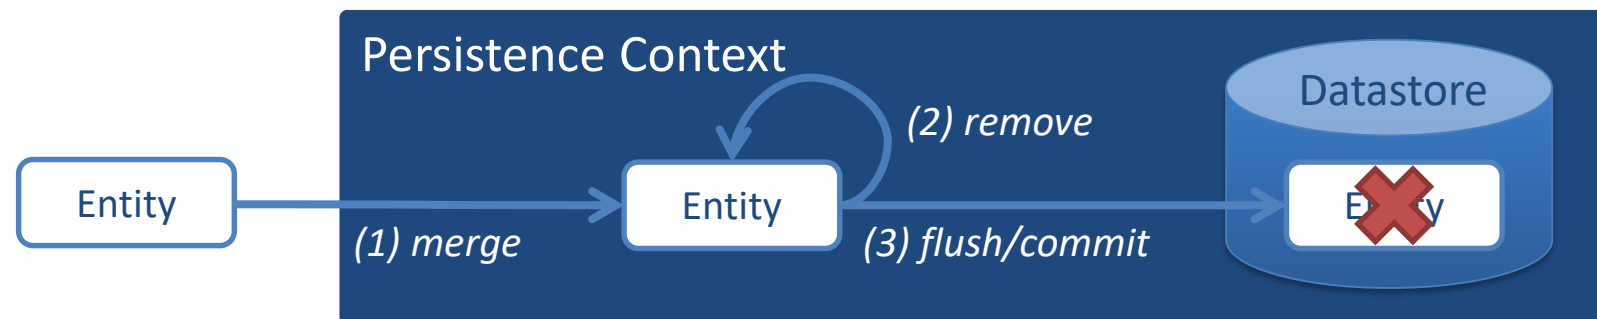 Persistence Context
Datastore
(2) remove
Entity
Entity
(1) merge
(3) flush/commit